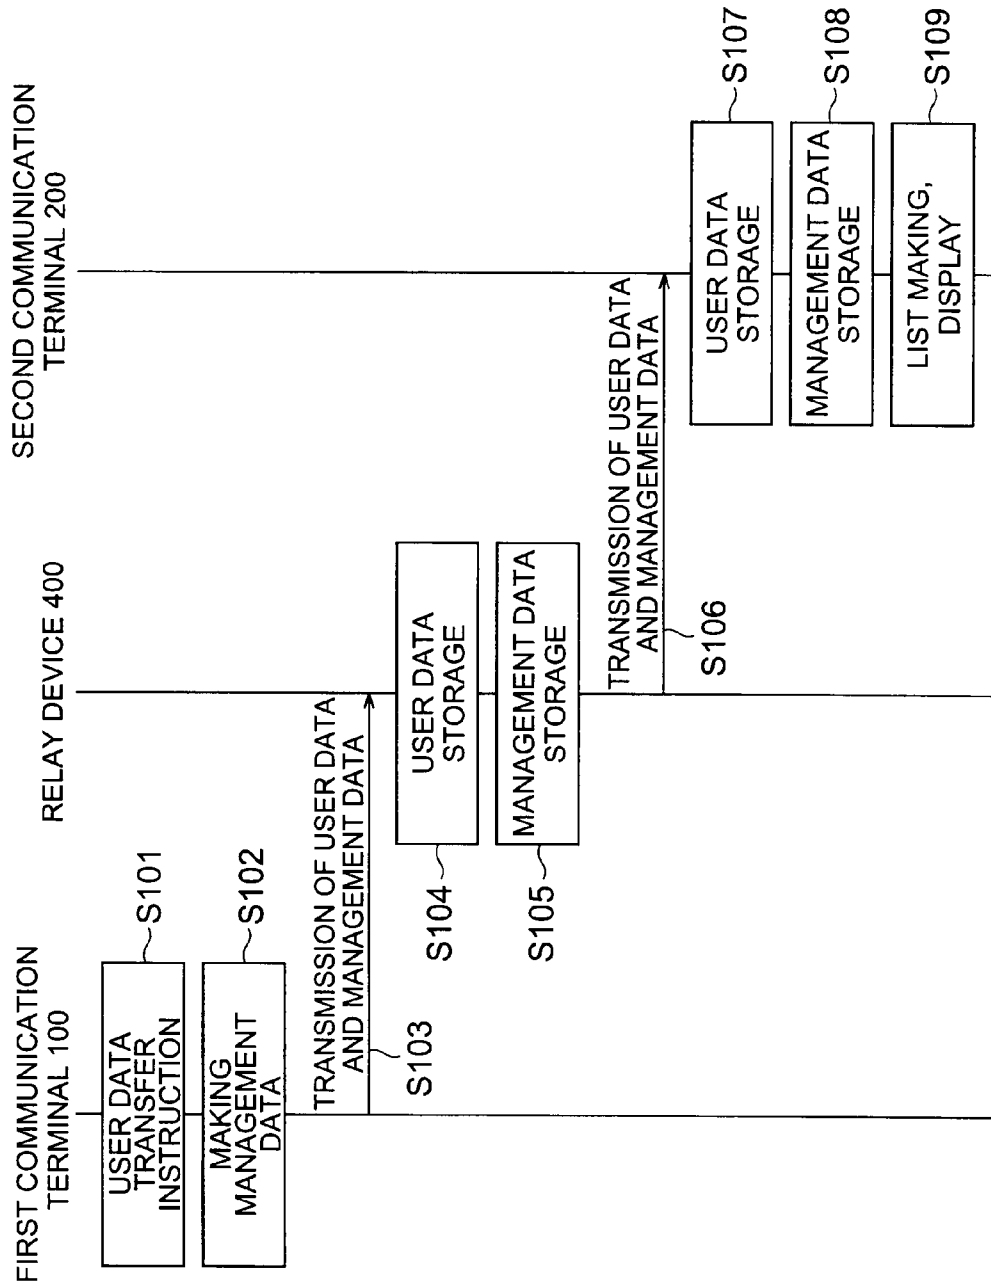 FIRST COMMUNICATION
TERMINAL 100
RELAY DEVICE 400
SECOND COMMUNICATION
TERMINAL 200
USER DATA
TRANSFER
INSTRUCTION
S101
MAKING
MANAGEMENT
DATA
S102
TRANSMISSION OF USER DATA
AND MANAGEMENT DATA
S103
USER DATA
STORAGE
S104
MANAGEMENT DATA
STORAGE
S105
TRANSMISSION OF USER DATA
AND MANAGEMENT DATA
S106
USER DATA
STORAGE
S107
MANAGEMENT DATA
STORAGE
S108
LIST MAKING,
DISPLAY
S109